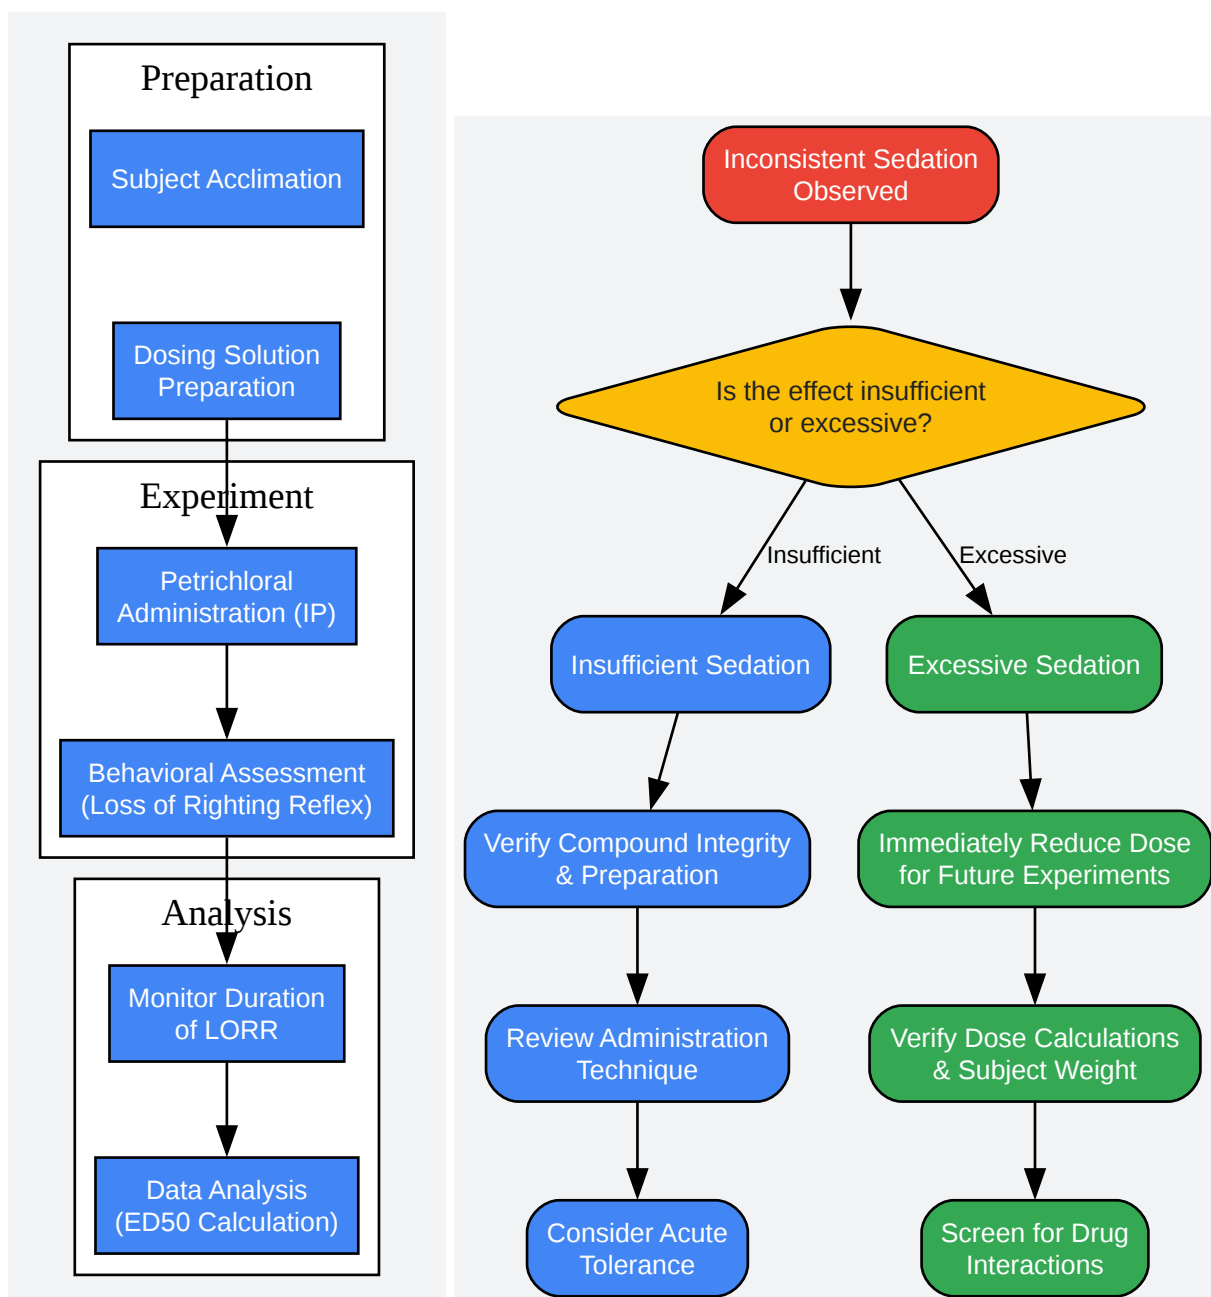 Preparation
Subject Acclimation
Dosing Solution
Preparation
Experiment
Petrichloral
Administration (IP)
Behavioral Assessment
(Loss of Righting Reflex)
Analysis
Monitor Duration
of LORR
Data Analysis
(ED50 Calculation)
Inconsistent Sedation
Observed
Is the effect insufficient
or excessive?
Insufficient
Excessive
Insufficient Sedation
Excessive Sedation
Verify Compound Integrity
& Preparation
Immediately Reduce Dose
for Future Experiments
Review Administration
Technique
Verify Dose Calculations
& Subject Weight
Consider Acute
Tolerance
Screen for Drug
Interactions